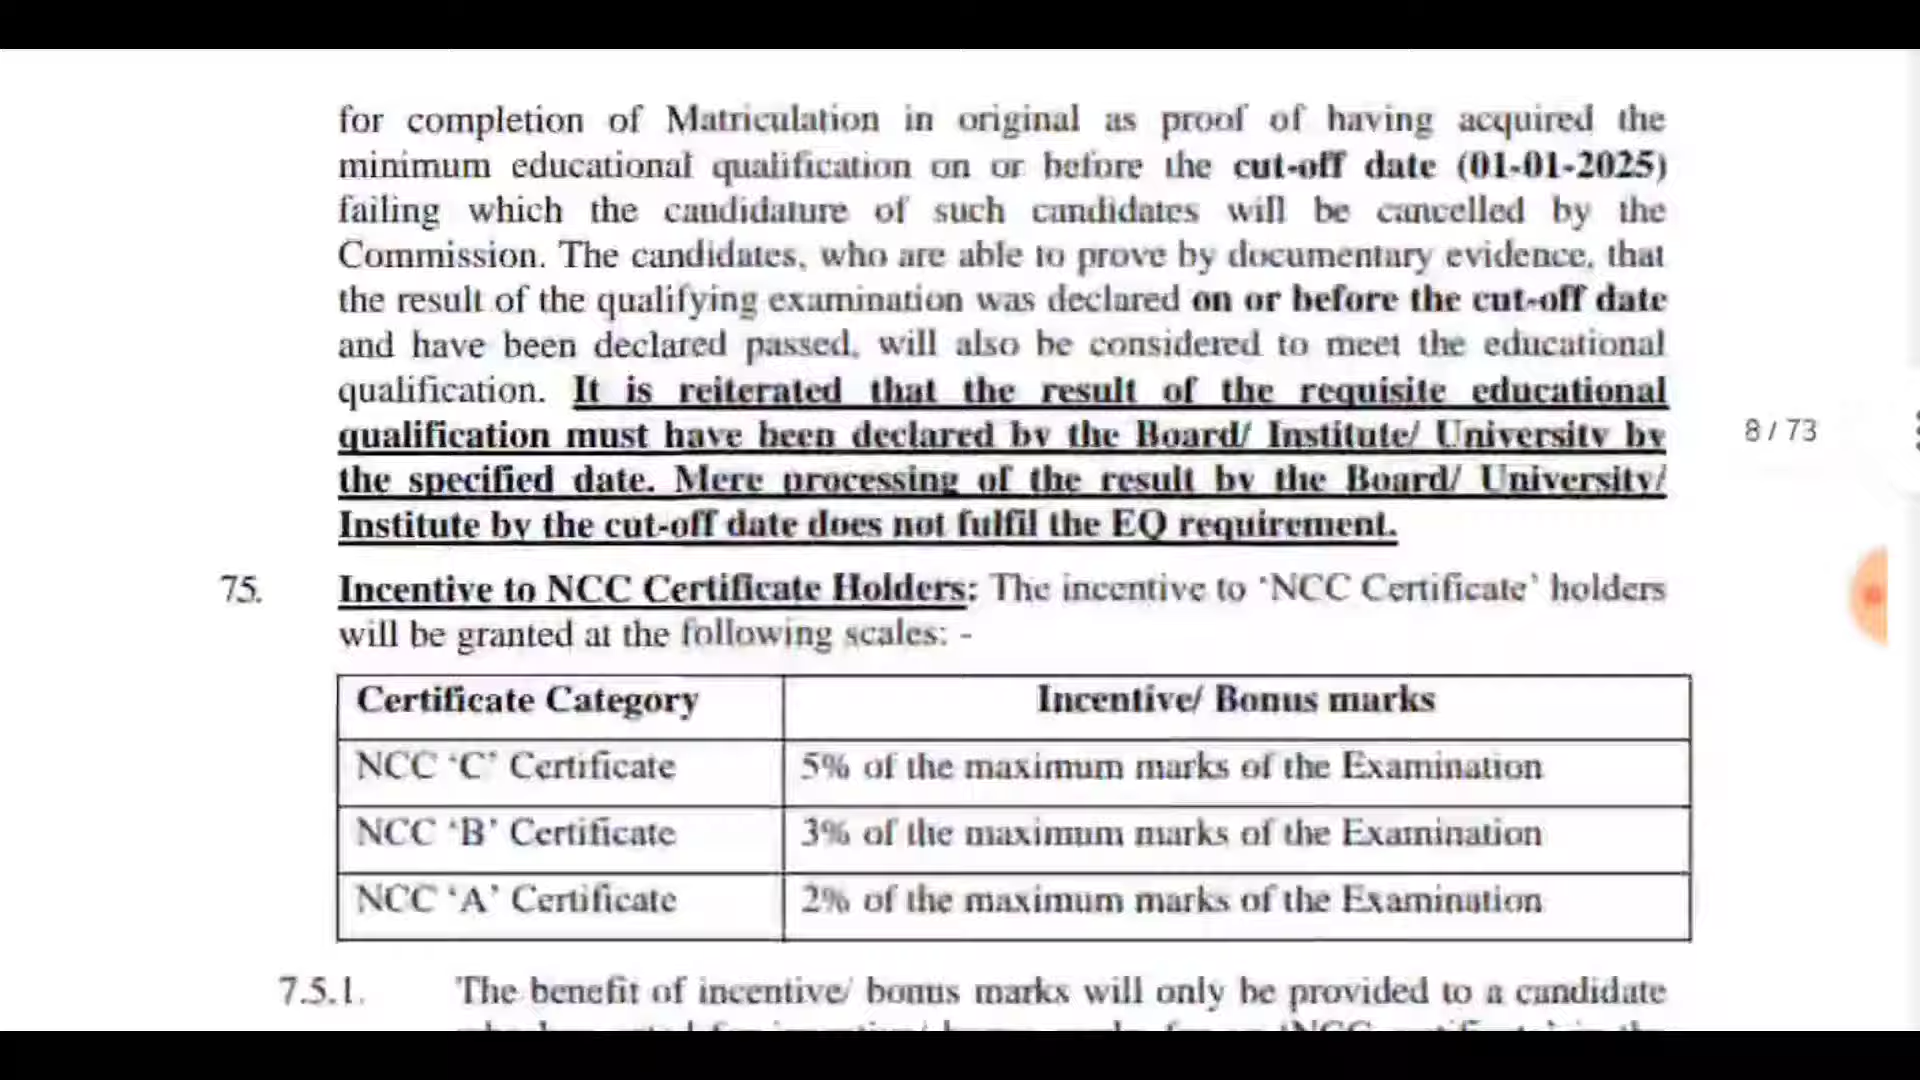 for completion of Matriculation in original as proof of having acquired the
minimum educational qualification on or before the cut-off date (01-01-2025)
failing which the candidature of such candidates will be cancelled by the
Commission. The candidates, who are able to prove by documentary evidence, that
the result of the qualifying examination was declared on or before the cut-off date
and have been declared passed, will also be considered to meet the educational
qualification. It is reiterated that the result of the requisite educational
qualification must have been declared by the Board/ Institute/ University by
the specified date. Mere processing of the result by the Board/ University/
Institute by the cut-off date does not fulfil the EQ requirement.
8 / 73
75. Incentive to NCC Certificate Holders: The incentive to ‘NCC Certificate’ holders
will be granted at the following scales: -
Certificate Category Incentive/ Bonus marks
NCC ‘C’ Certificate 5% of the maximum marks of the Examination
NCC ‘B’ Certificate 3% of the maximum marks of the Examination
NCC ‘A’ Certificate 2% of the maximum marks of the Examination
7.5.1. The benefit of incentive/ bonus marks will only be provided to a candidate